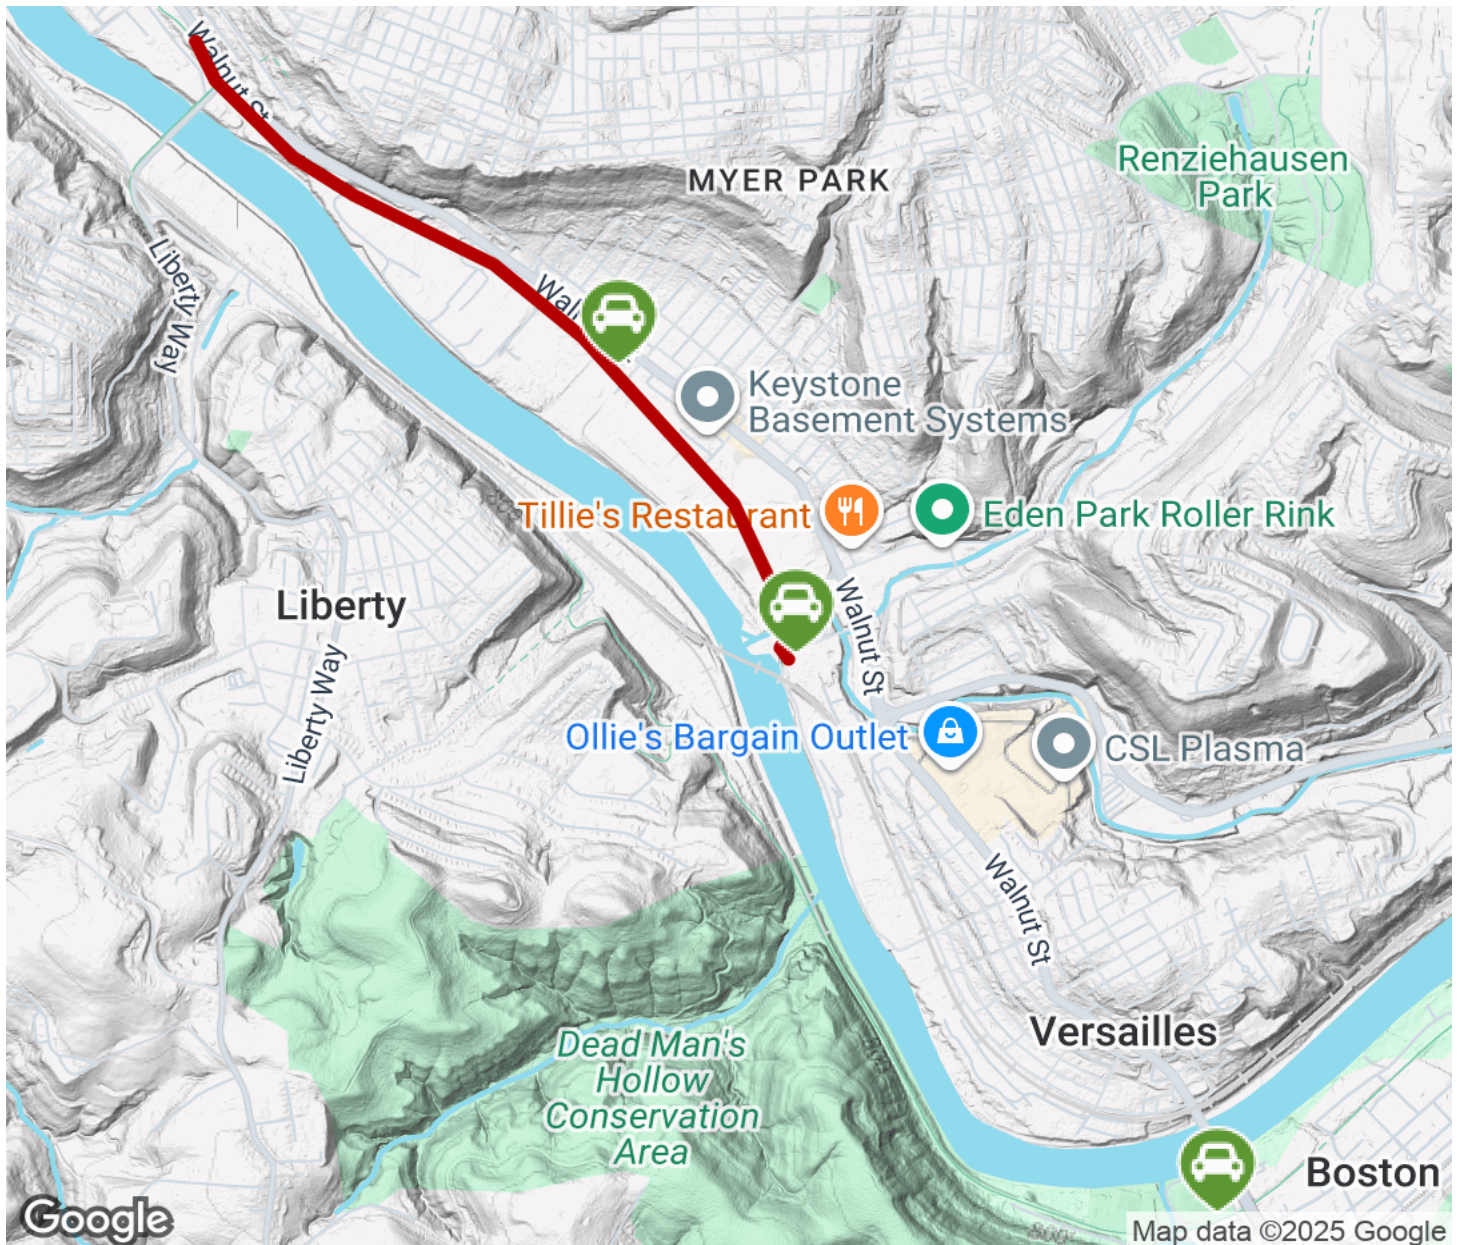 Walnut St
MYER PARK
Renziehausen
Park
Liberty Way
Wal
Keystone
Basement Systems
Tillie's Restaurant
Eden Park Roller Rink
Walnut St
Liberty
Liberty Way
Ollie's Bargain Outlet
CSL Plasma
Walnut St
Versailles
Dead Man's
Hollow
Conservation
Area
Boston
Google
Map data ©2025 Google